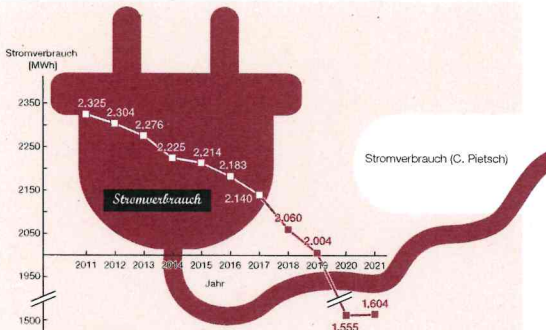 Stromverbrauch
[MWh]
2350
2250
2150
2050
1950
1500
2,325
2,304
2,276
2,225
2,214
2,183
2,140
2,060
2,004
1,555
1,604
Stromverbrauch
Stromverbrauch (C. Pietsch)
2011 2012 2013 2014 2015 2016 2017 2018 2019 2020 2021
Jahr